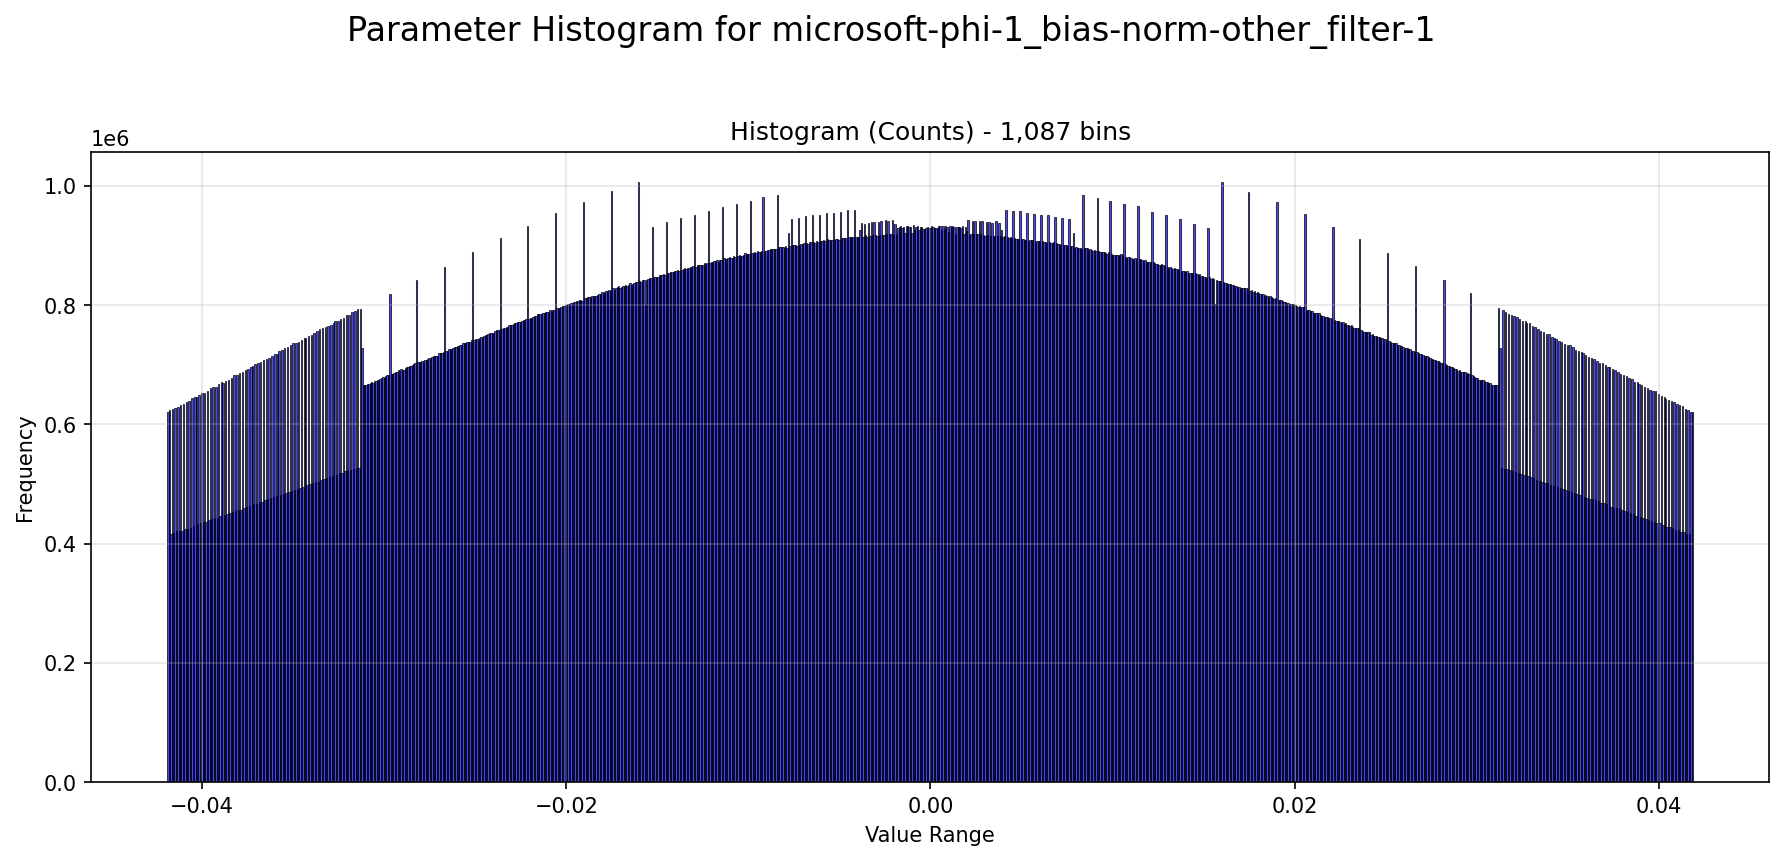 Parameter Histogram for microsoft-phi-1_bias-norm-other_filter-1
Histogram (Counts) - 1,087 bins
1e6
1.0
0.8
0.6
0.4
0.2
0.0
Frequency
−0.04
−0.02
0.00
0.02
0.04
Value Range